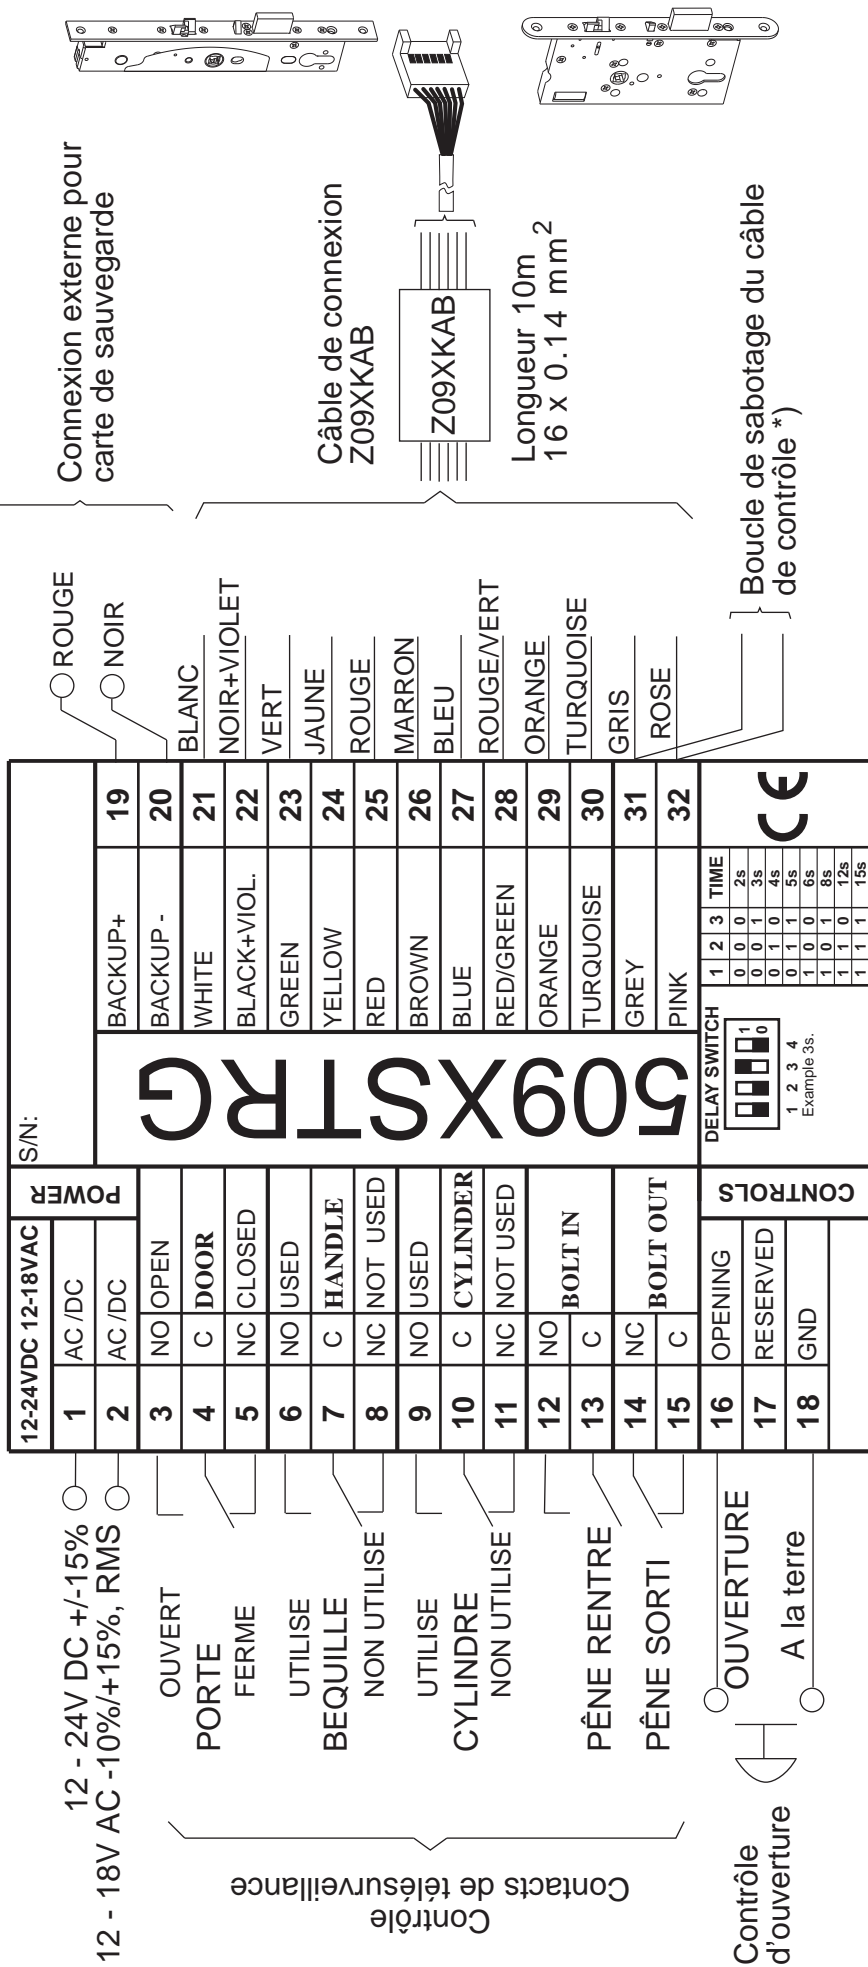 12 - 24V DC +/-15%
12 - 18V AC -10%/+15%, RMS
OUVERT
PORTE
FERME
UTILISE
BEQUILLE
NON UTILISE
UTILISE
CYLINDRE
NON UTILISE
PÊNE RENTRE
PÊNE SORTI
OUVERTURE
A la terre
Contrôle
d'ouverture
Contrôle
Contacts de télésurveillance
12-24VDC 12-18VAC
POWER
S/N:
1 AC /DC
2 AC /DC
3 NO OPEN
4 C DOOR
5 NC CLOSED
6 NO USED
7 C HANDLE
8 NC NOT USED
9 NO USED
10 C CYLINDER
11 NC NOT USED
12 NO
BOLT IN
13 C
14 NC
BOLT OUT
15 C
16 OPENING
17 RESERVED
18 GND
CONTROLS
509XSTRG
BACKUP+ 19
BACKUP - 20
WHITE 21
BLACK+VIOL. 22
GREEN 23
YELLOW 24
RED 25
BROWN 26
BLUE 27
RED/GREEN 28
ORANGE 29
TURQUOISE 30
GREY 31
PINK 32
DELAY SWITCH
1
0
1 2 3 4
Example 3s.
1 2 3 TIME
0 0 0 2s
0 0 1 3s
0 1 0 4s
0 1 1 5s
1 0 0 6s
1 0 1 8s
1 1 0 12s
1 1 1 15s
CE
ROUGE
NOIR
BLANC
NOIR+VIOLET
VERT
JAUNE
ROUGE
MARRON
BLEU
ROUGE/VERT
ORANGE
TURQUOISE
GRIS
ROSE
Connexion externe pour
carte de sauvegarde
Câble de connexion
Z09XKAB
Z09XKAB
Longueur 10m
16 x 0.14 mm²
Boucle de sabotage du câble
de contrôle *)